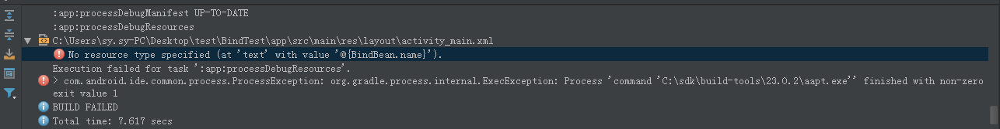 :app:processDebugManifest UP-TO-DATE
:app:processDebugResources
C:\Users\sy.sy-PC\Desktop\test\BindTest\app\src\main\res\layout\activity_main.xml
No resource type specified (at 'text' with value '@{BindBean.name}').
Execution failed for task ':app:processDebugResources'.
> com.android.ide.common.process.ProcessException: org.gradle.process.internal.ExecException: Process 'command 'C:\sdk\build-tools\23.0.2\aapt.exe'' finished with non-zero
exit value 1
BUILD FAILED
Total time: 7.617 secs